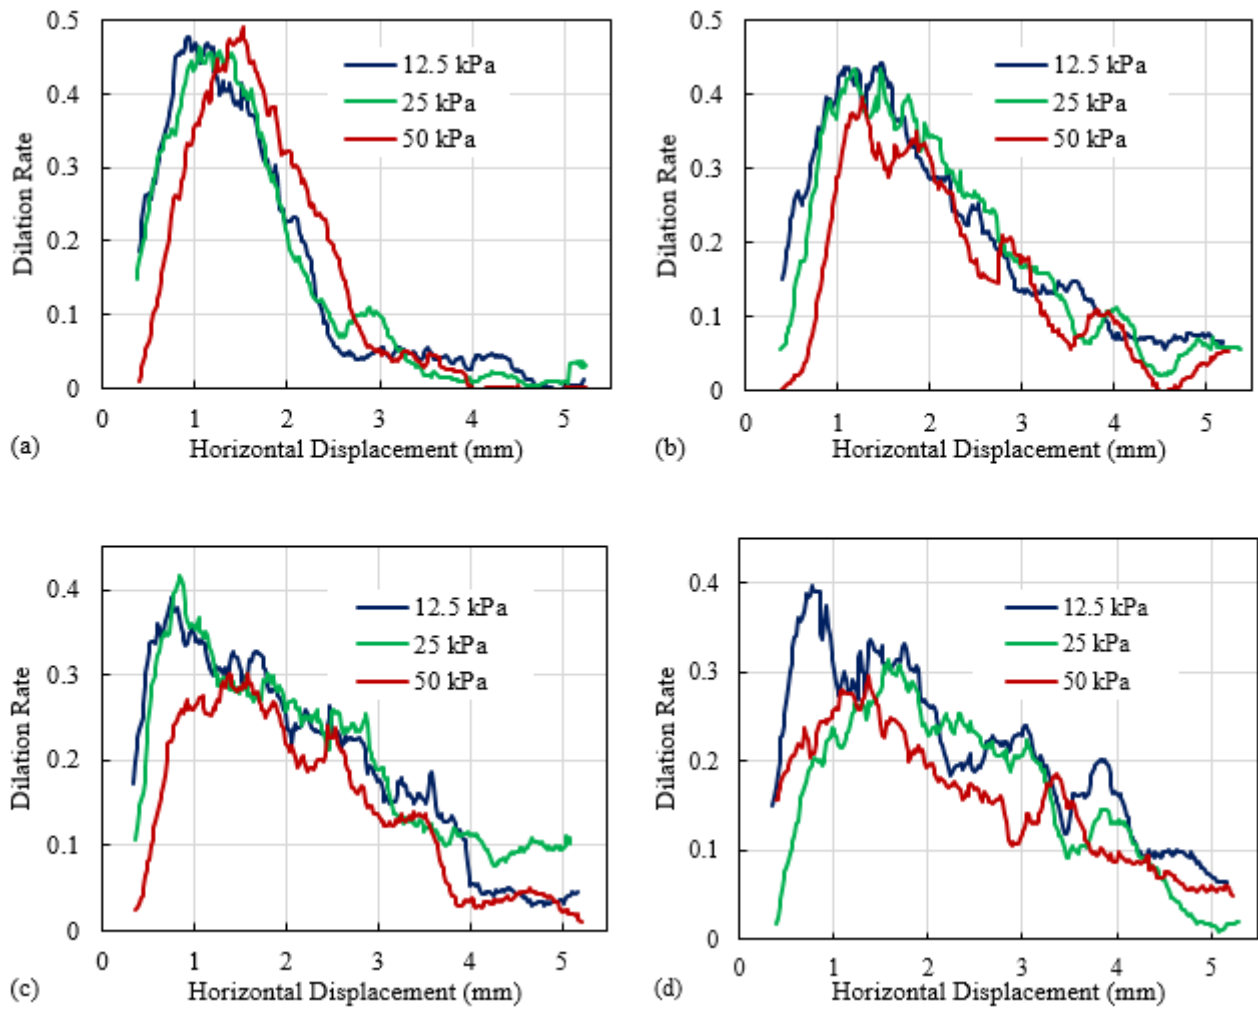 0.5
0.4
0.3
0.2
0.1
0
Dilation Rate
12.5 kPa
25 kPa
50 kPa
0 1 2 3 4 5
(a) Horizontal Displacement (mm)
0.5
0.4
0.3
0.2
0.1
0
Dilation Rate
12.5 kPa
25 kPa
50 kPa
0 1 2 3 4 5
(b) Horizontal Displacement (mm)
0.4
0.3
0.2
0.1
0
Dilation Rate
12.5 kPa
25 kPa
50 kPa
0 1 2 3 4 5
(c) Horizontal Displacement (mm)
0.4
0.3
0.2
0.1
0
Dilation Rate
12.5 kPa
25 kPa
50 kPa
0 1 2 3 4 5
(d) Horizontal Displacement (mm)